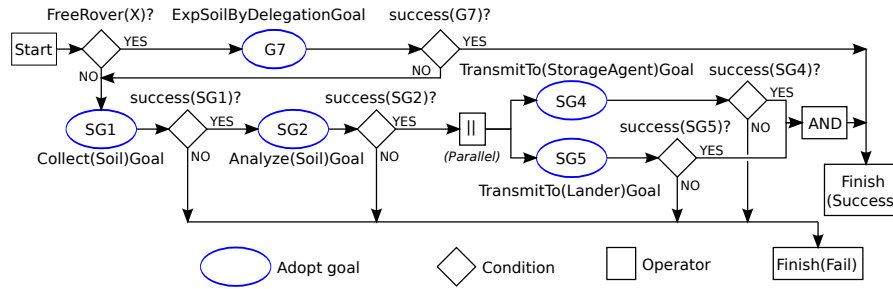 FreeRover(X)?
ExpSoilByDelegationGoal
success(G7)?
Start
YES
G7
YES
NO
NO
TransmitTo(StorageAgent)Goal
success(SG4)?
success(SG1)?
success(SG2)?
SG4
YES
NO
success(SG5)?
SG1
YES
SG2
YES
||
AND
(Parallel)
Collect(Soil)Goal
NO
Analyze(Soil)Goal
NO
SG5
YES
NO
TransmitTo(Lander)Goal
Finish
(Success
Adopt goal
Condition
Operator
Finish(Fail)